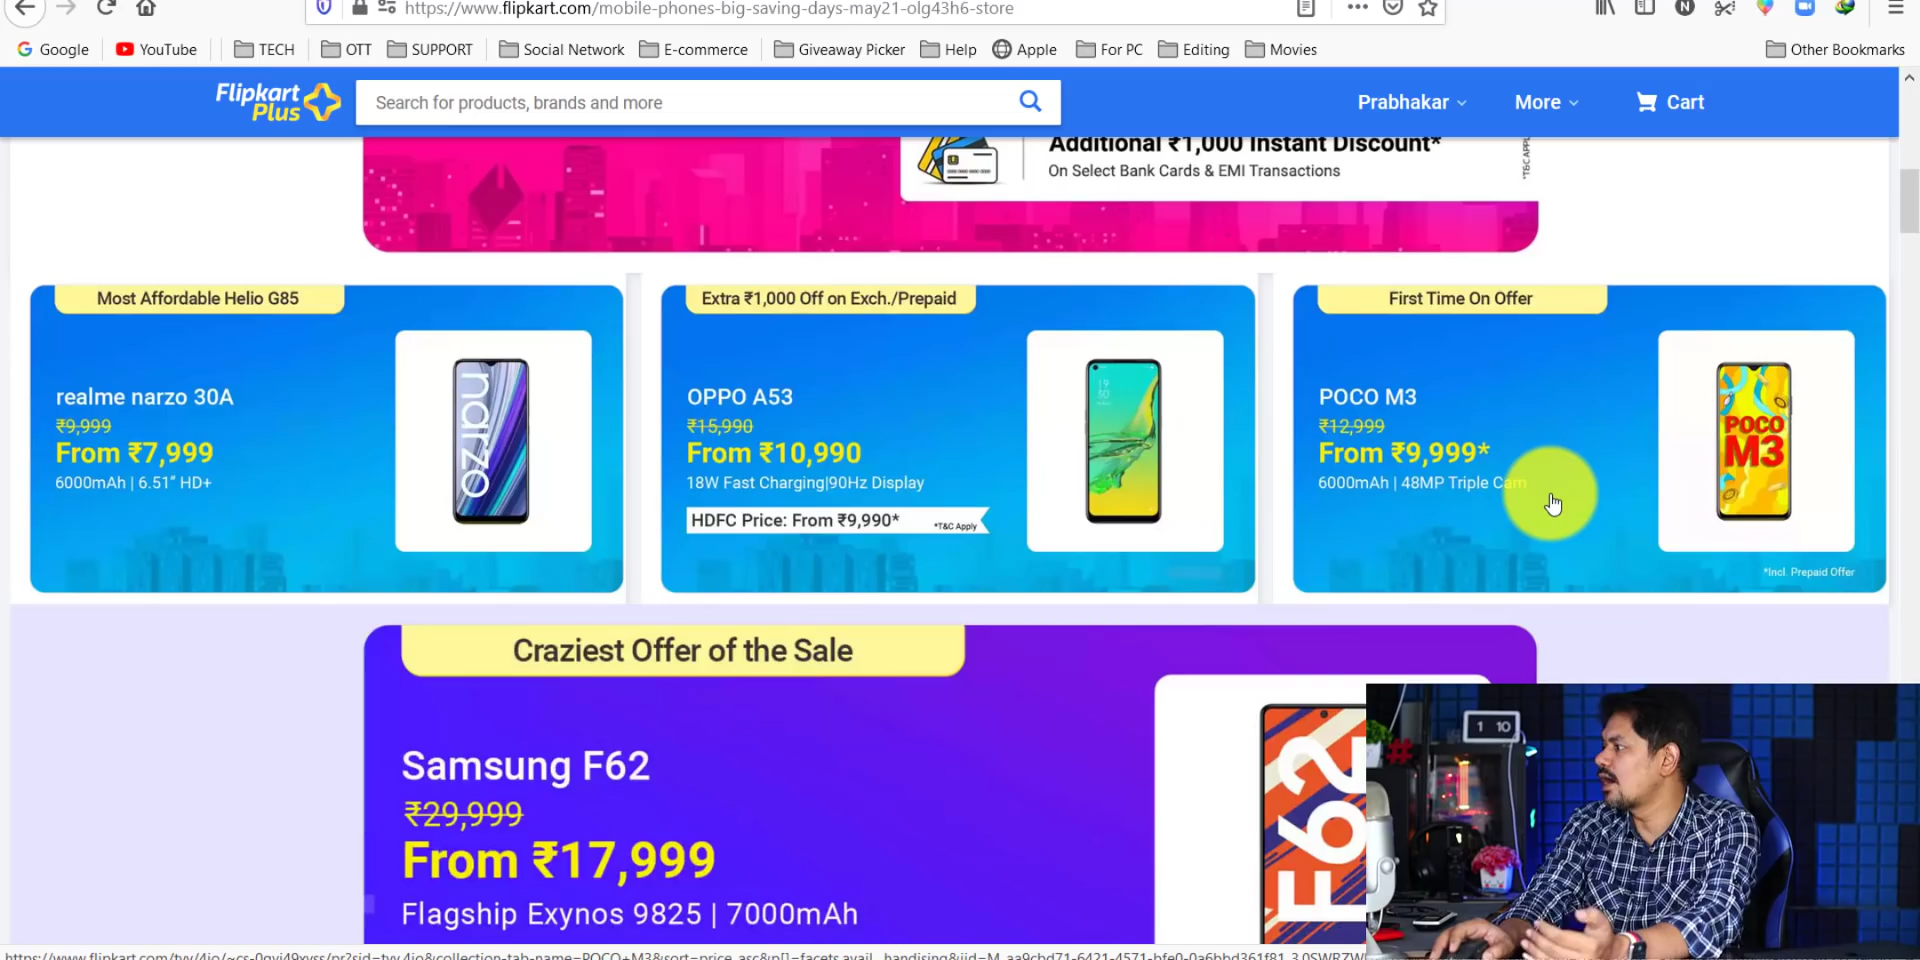 https://www.flipkart.com/mobile-phones-big-saving-days-may21-olg43h6-store
Google
YouTube
TECH
OTT
SUPPORT
Social Network
E-commerce
Giveaway Picker
Help
Apple
For PC
Editing
Movies
Other Bookmarks
Flipkart
Plus
Search for products, brands and more
Prabhakar
More
Cart
Additional ₹1,000 Instant Discount*
On Select Bank Cards & EMI Transactions
Most Affordable Helio G85
realme narzo 30A
₹9,999
From ₹7,999
6000mAh | 6.51” HD+
narzo
Extra ₹1,000 Off on Exch./Prepaid
OPPO A53
₹15,990
From ₹10,990
18W Fast Charging|90Hz Display
HDFC Price: From ₹9,990*
*T&C Apply
First Time On Offer
POCO M3
₹12,999
From ₹9,999*
6000mAh | 48MP Triple Cam
POCO
M3
*Incl. Prepaid Offer
Craziest Offer of the Sale
Samsung F62
₹29,999
From ₹17,999
Flagship Exynos 9825 | 7000mAh
F62
1 10